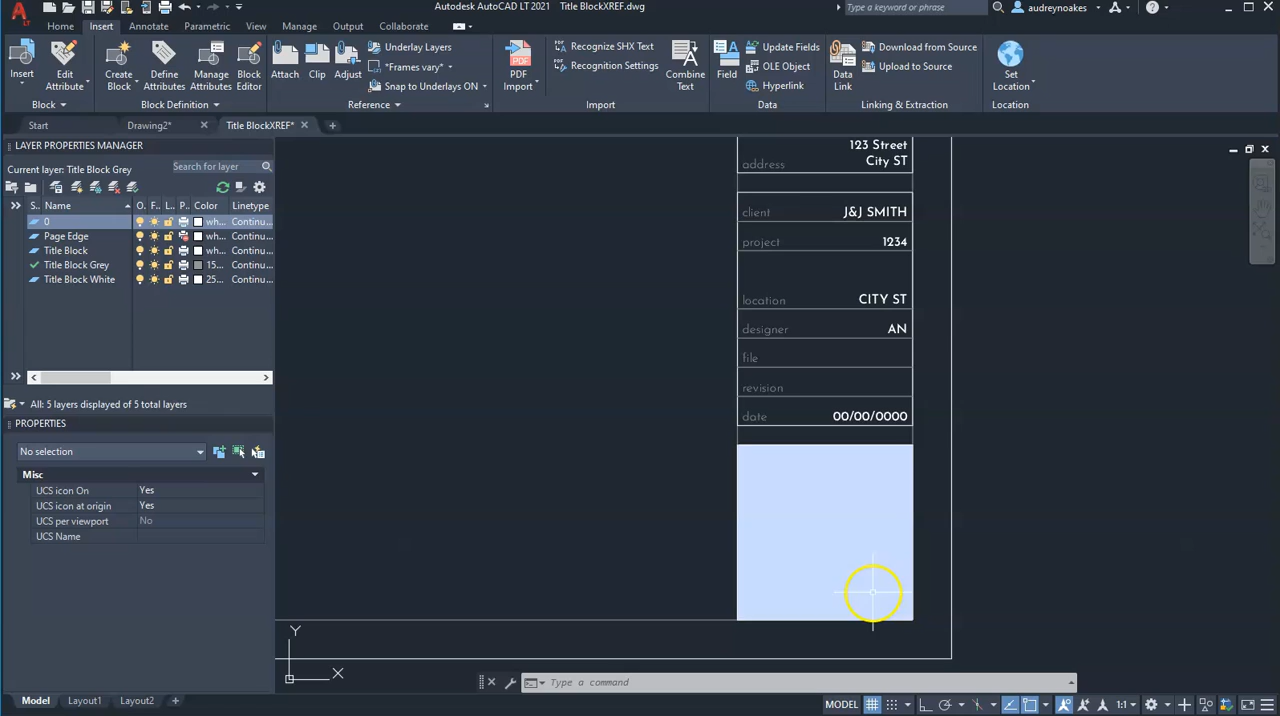 Autodesk AutoCAD LT 2021 Title BlockXREF.dwg
Type a keyword or phrase
audreynoakes
Home Insert Annotate Parametric View Manage Output Collaborate
Insert
Edit Attribute
Create Block
Define Attributes
Manage Attributes
Block Editor
Attach
Clip
Adjust
Underlay Layers
*Frames vary*
Snap to Underlays ON
PDF Import
Recognize SHX Text
Recognition Settings
Combine Text
Field
Update Fields
OLE Object
Hyperlink
Data Link
Download from Source
Upload to Source
Set Location
Block Block Definition Reference Import Data Linking & Extraction Location
Start Drawing2* Title BlockXREF*
LAYER PROPERTIES MANAGER
Current layer: Title Block Grey
Search for layer
S.. Name O. F.. L.. P.. Color Linetype
0 wh... Continu...
Page Edge wh... Continu...
Title Block wh... Continu...
Title Block Grey 15... Continu...
Title Block White 25... Continu...
All: 5 layers displayed of 5 total layers
PROPERTIES
No selection
Misc
UCS icon On Yes
UCS icon at origin Yes
UCS per viewport No
UCS Name
123 Street
address City ST
client J&J SMITH
project 1234
location CITY ST
designer AN
file
revision
date 00/00/0000
Y
X
Type a command
Model Layout1 Layout2
MODEL
1:1